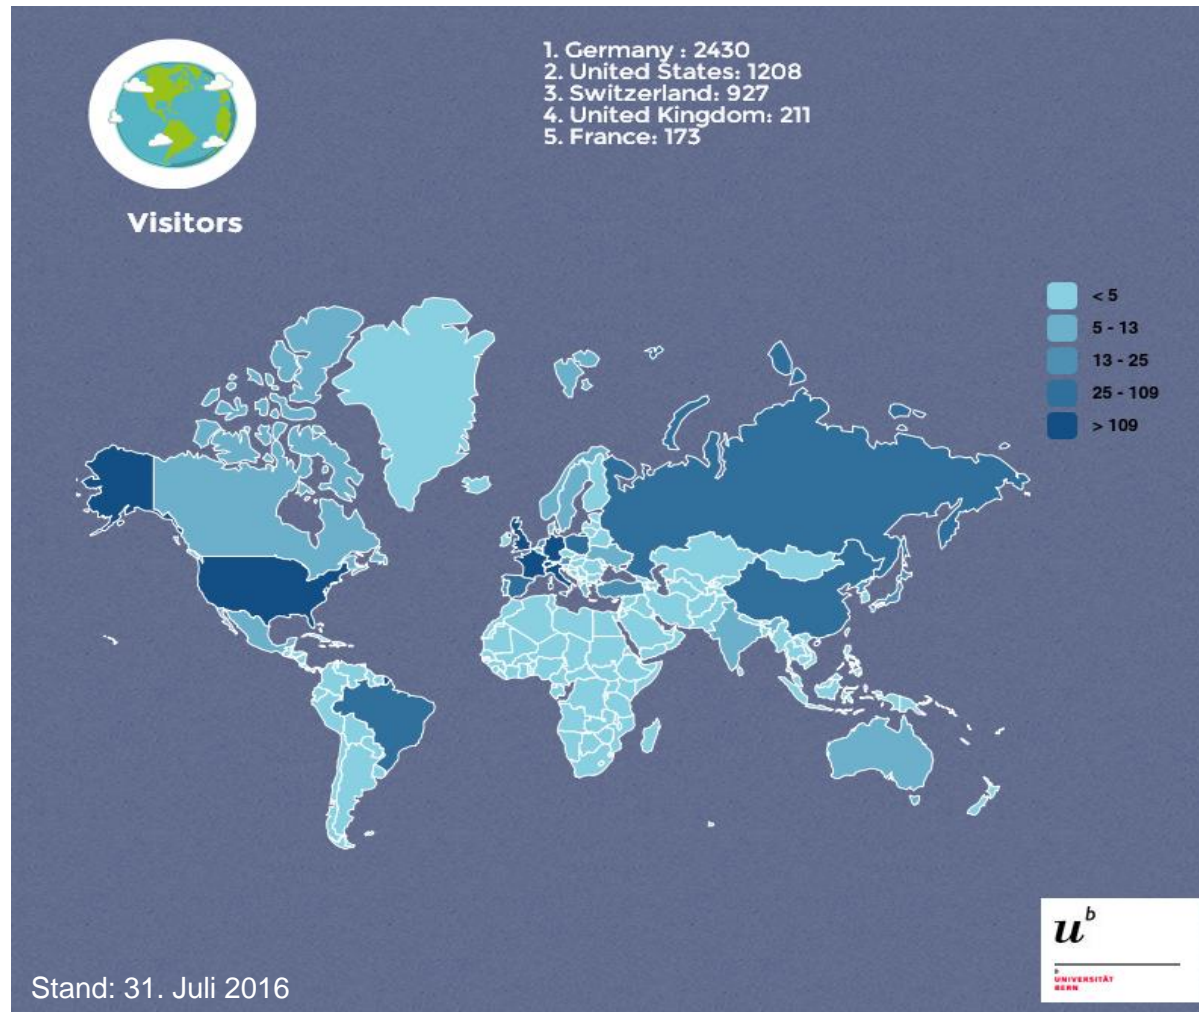 1. Germany : 2430
2. United States: 1208
3. Switzerland: 927
4. United Kingdom: 211
5. France: 173
Visitors
< 5
5 - 13
13 - 25
25 - 109
> 109
u b
b
UNIVERSITÄT
BERN
Stand: 31. Juli 2016